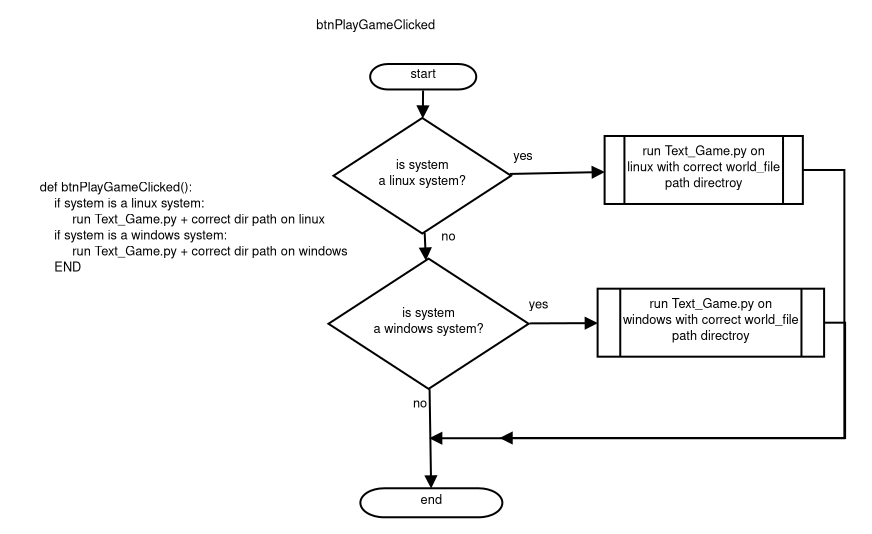 btnPlayGameClicked
start
is system
a linux system?
yes
run Text_Game.py on
linux with correct world_file
path directroy
def btnPlayGameClicked():
if system is a linux system:
run Text_Game.py + correct dir path on linux
if system is a windows system:
run Text_Game.py + correct dir path on windows
END
no
is system
a windows system?
yes
run Text_Game.py on
windows with correct world_file
path directroy
no
end